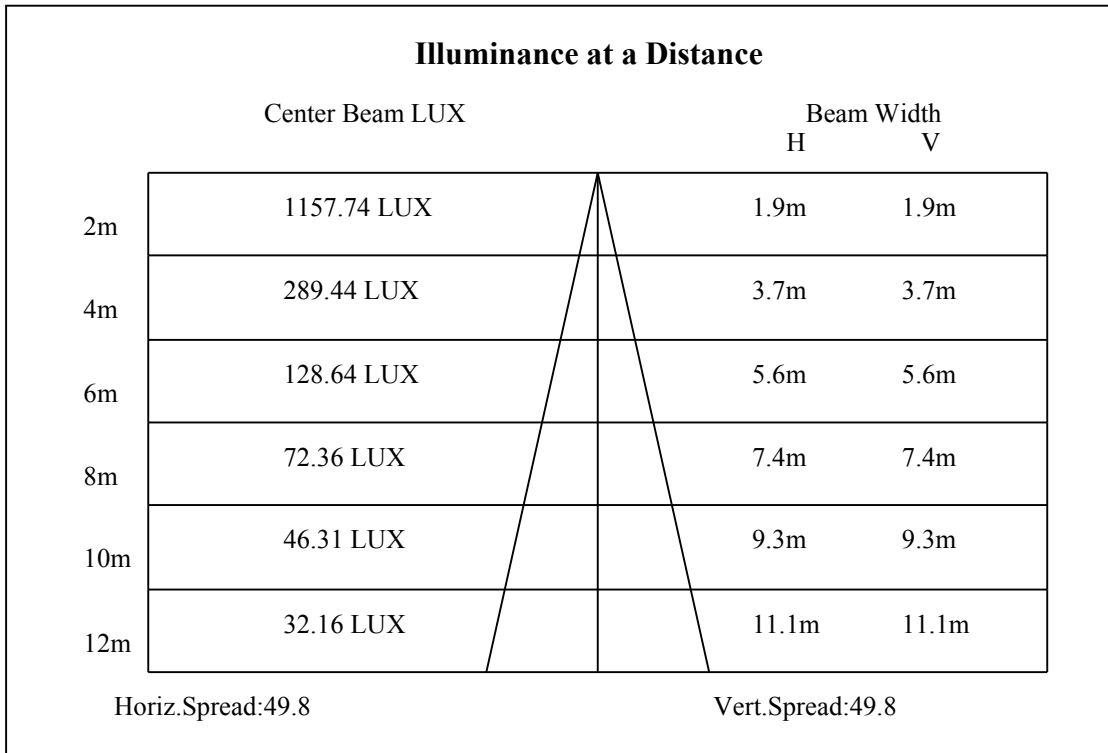 Illuminance at a Distance
Center Beam LUX Beam Width
H V
2m 1157.74 LUX 1.9m 1.9m
4m 289.44 LUX 3.7m 3.7m
6m 128.64 LUX 5.6m 5.6m
8m 72.36 LUX 7.4m 7.4m
10m 46.31 LUX 9.3m 9.3m
12m 32.16 LUX 11.1m 11.1m
Horiz.Spread:49.8 Vert.Spread:49.8